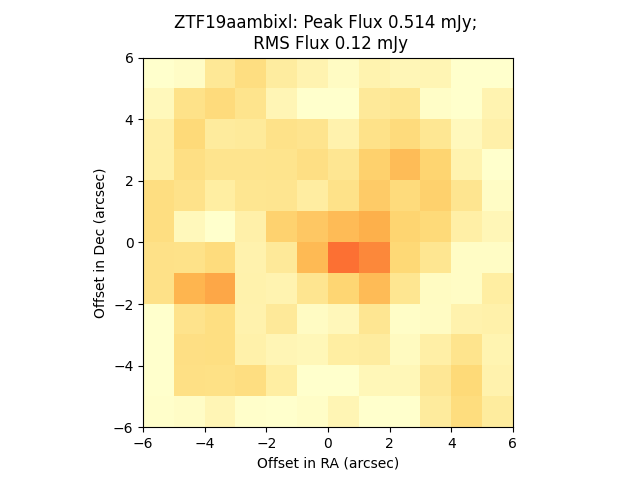 ZTF19aambixl: Peak Flux 0.514 mJy;
RMS Flux 0.12 mJy
6
4
2
0
−2
−4
−6
Offset in Dec (arcsec)
−6 −4 −2 0 2 4 6
Offset in RA (arcsec)